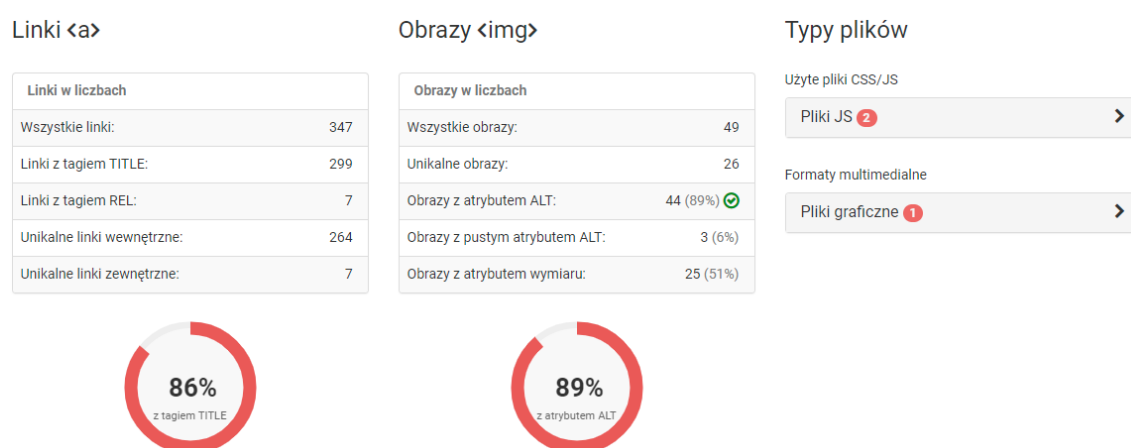 Linki <a>
Linki w liczbach
Wszystkie linki: 347
Linki z tagiem TITLE: 299
Linki z tagiem REL: 7
Unikalne linki wewnętrzne: 264
Unikalne linki zewnętrzne: 7
86%
z tagiem TITLE
Obrazy <img>
Obrazy w liczbach
Wszystkie obrazy: 49
Unikalne obrazy: 26
Obrazy z atrybutem ALT: 44 (89%)
Obrazy z pustym atrybutem ALT: 3 (6%)
Obrazy z atrybutem wymiaru: 25 (51%)
89%
z atrybutem ALT
Typy plików
Użyte pliki CSS/JS
Pliki JS 2
Formaty multimedialne
Pliki graficzne 1